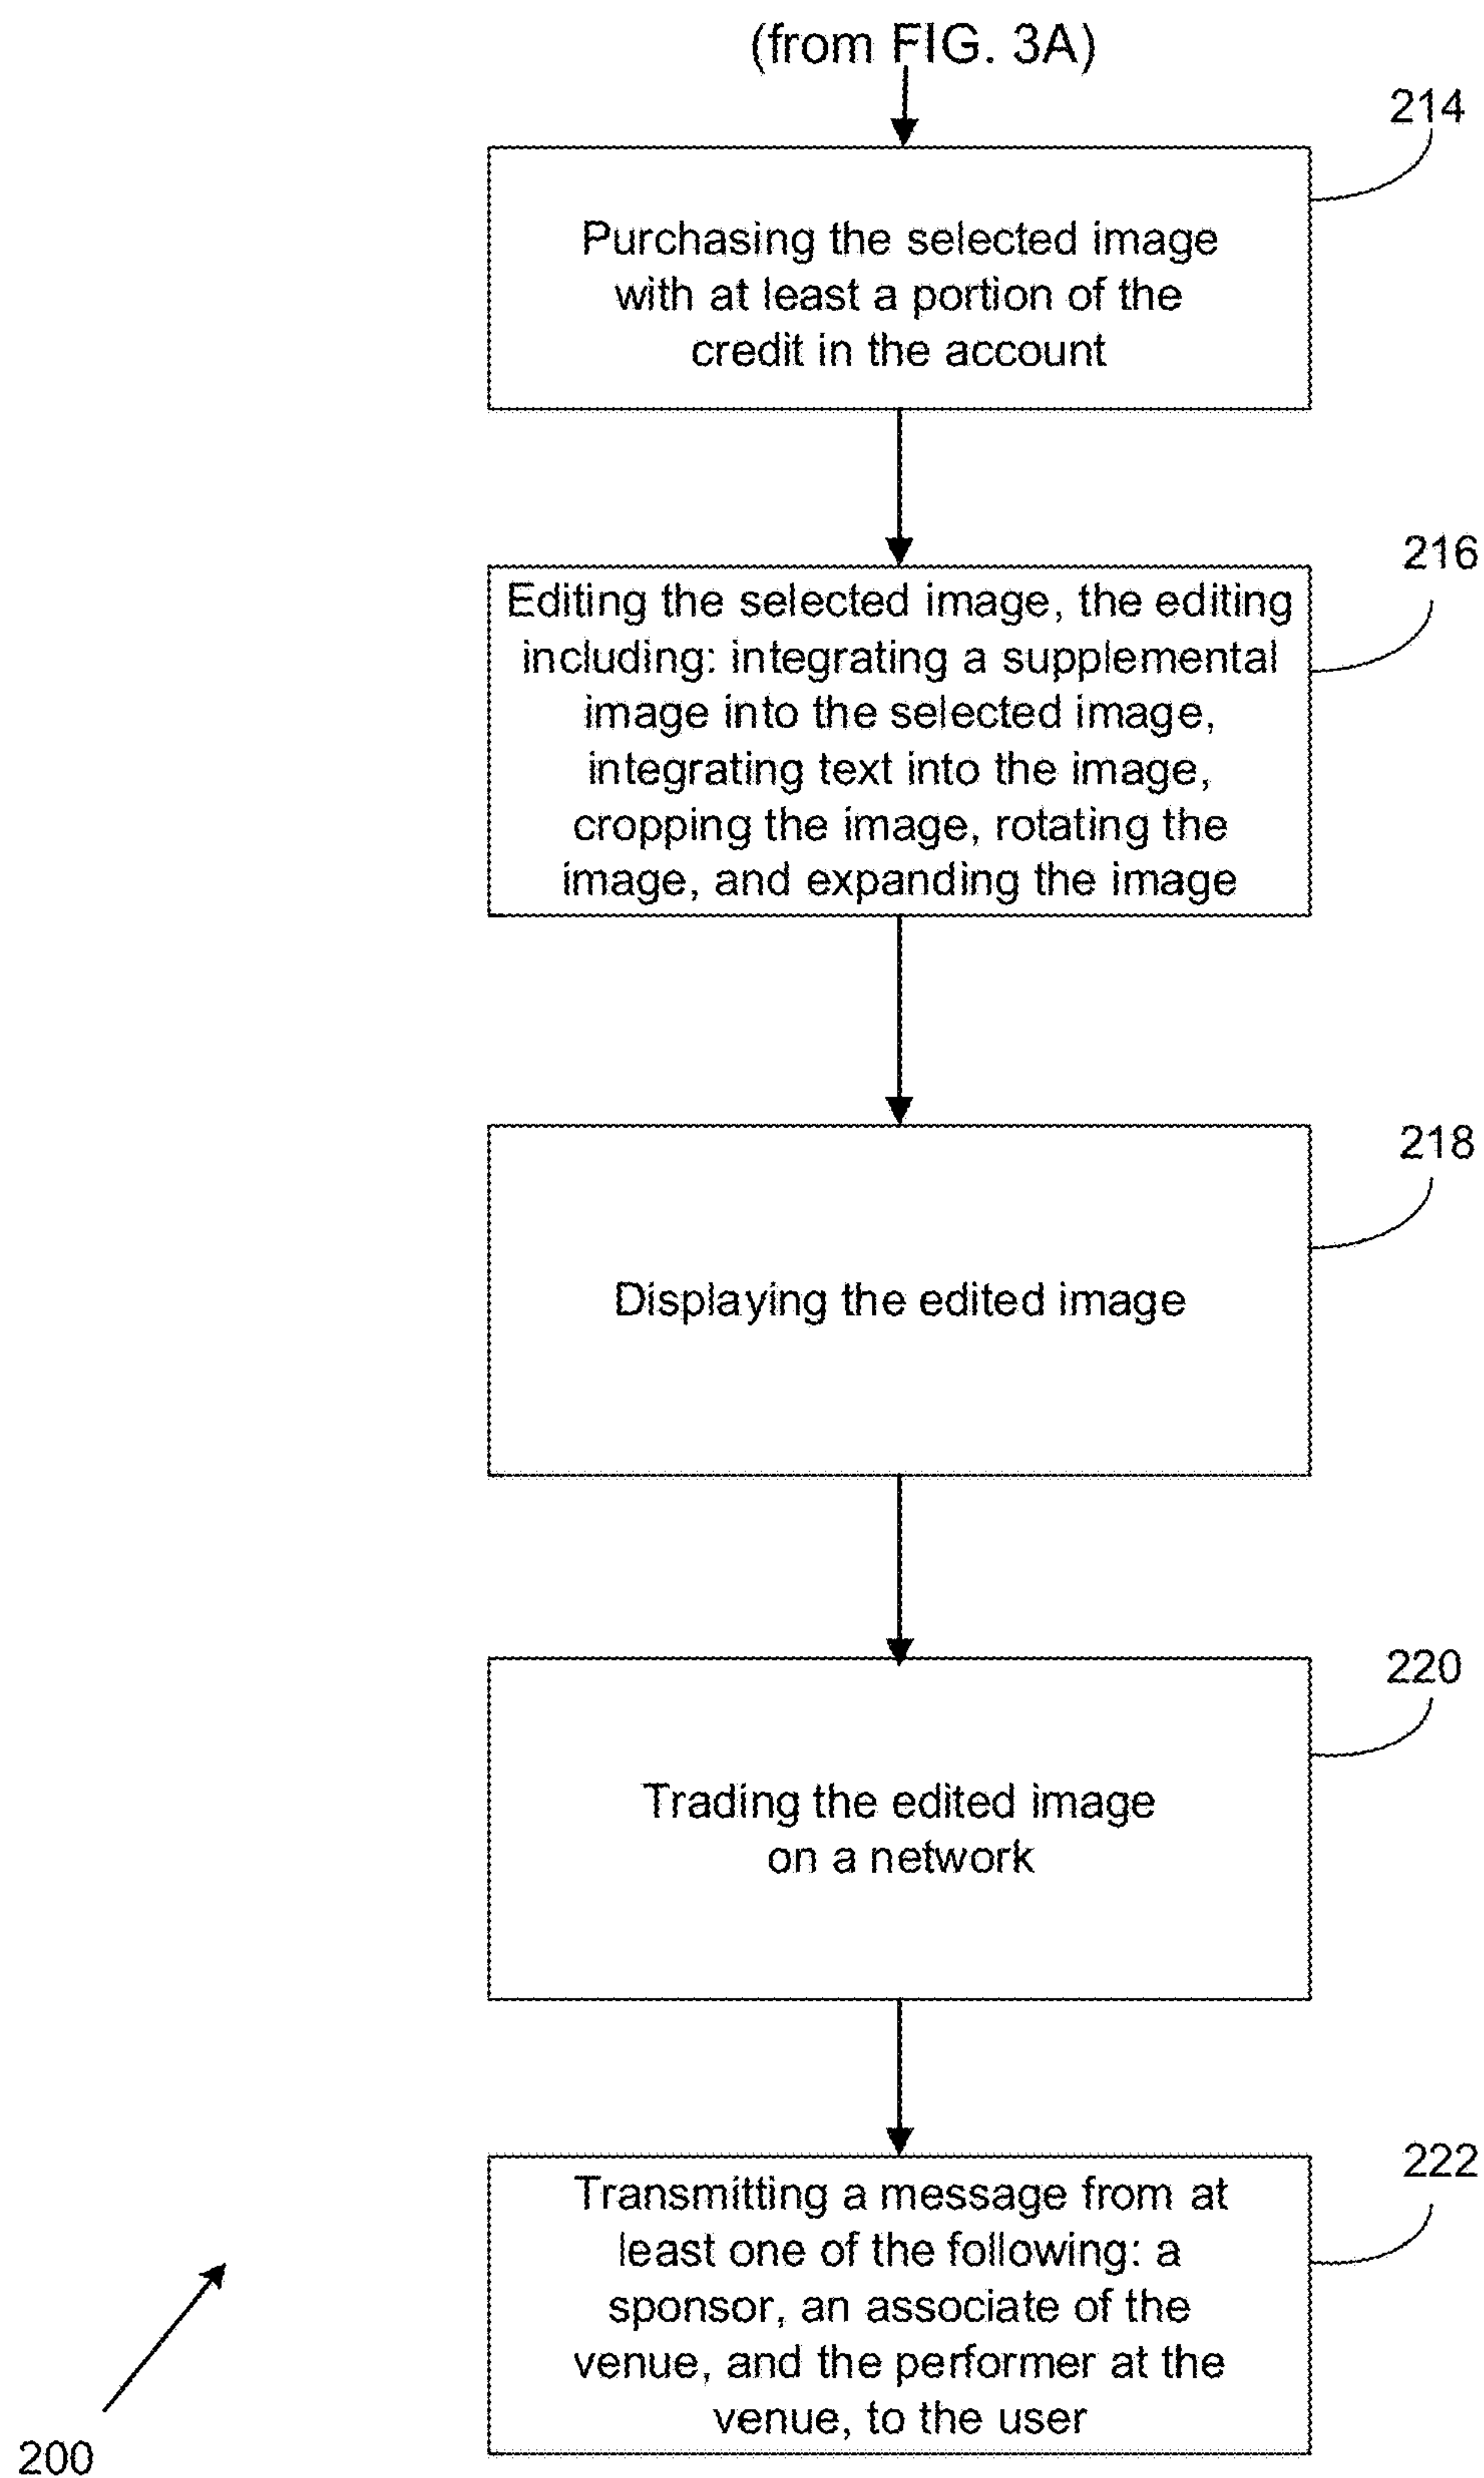 (from FIG. 3A)
214
Purchasing the selected image
with at least a portion of the
credit in the account
216
Editing the selected image, the editing
including: integrating a supplemental
image into the selected image,
integrating text into the image,
cropping the image, rotating the
image, and expanding the image
218
Displaying the edited image
220
Trading the edited image
on a network
222
Transmitting a message from at
least one of the following: a
sponsor, an associate of the
venue, and the performer at the
venue, to the user
200